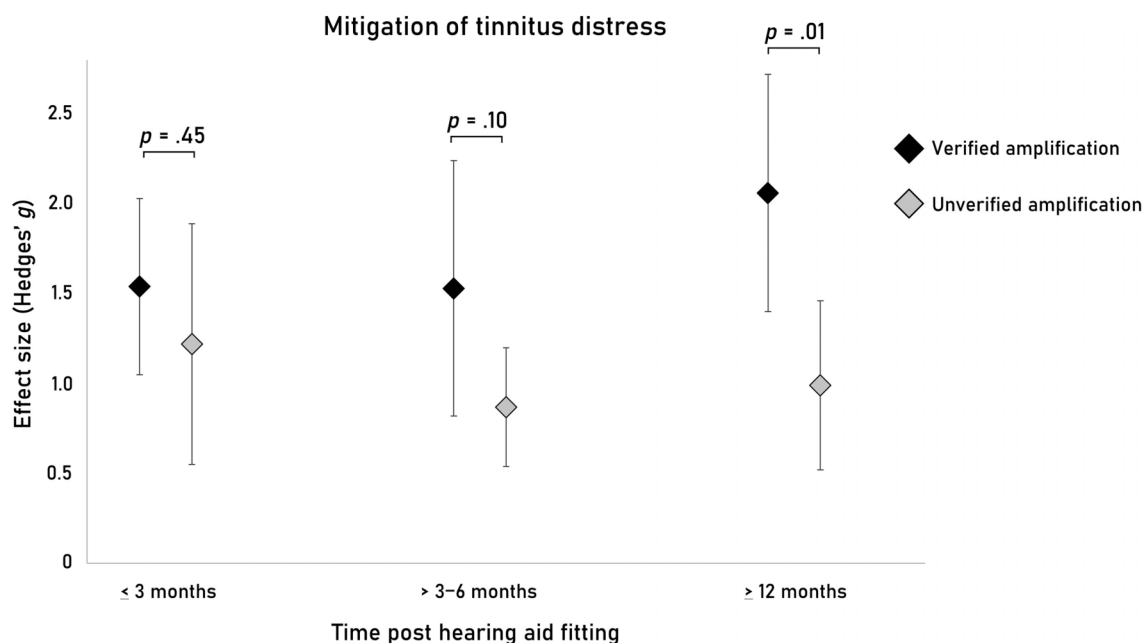 Mitigation of tinnitus distress
p = .01
p = .10
p = .45
2.5
2.0
1.5
1.0
0.5
0
Effect size (Hedges' g)
Verified amplification
Unverified amplification
≤ 3 months
> 3–6 months
≥ 12 months
Time post hearing aid fitting